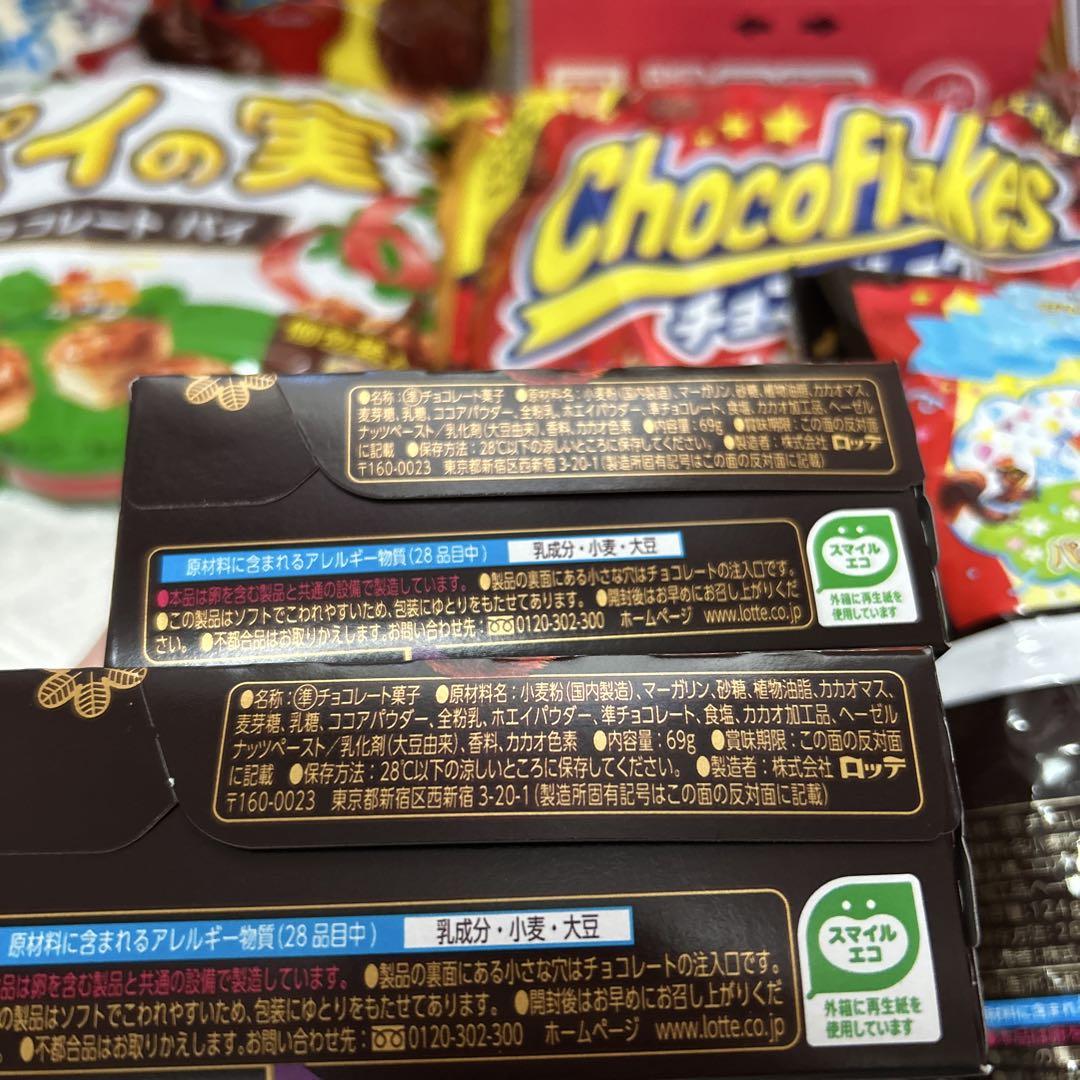 パイの実
チョコレートパイ
ChocoFlakes
チョコ
●名称：準チョコレート菓子 ●原材料名：小麦粉(国内製造)、マーガリン、砂糖、植物油脂、カカオマス、
麦芽糖、乳糖、ココアパウダー、全粉乳、ホエイパウダー、準チョコレート、食塩、カカオ加工品、ヘーゼル
ナッツペースト／乳化剤(大豆由来)、香料、カカオ色素 ●内容量：69g ●賞味期限：この面の反対面
に記載 ●保存方法：28℃以下の涼しいところに保存してください。 ●製造者：株式会社 ロッテ
〒160-0023 東京都新宿区西新宿 3-20-1 (製造所固有記号はこの面の反対面に記載)
原材料に含まれるアレルギー物質(28品目中) 乳成分・小麦・大豆
●本品は卵を含む製品と共通の設備で製造しています。 ●製品の裏面にある小さな穴はチョコレートの注入口です。
●この製品はソフトでこわれやすいため、包装にゆとりをもたせてあります。 ●開封後はお早めにお召し上がりくだ
さい。 ●不都合品はお取りかえします。お問い合わせ先：0120-302-300 ホームページ www.lotte.co.jp
スマイル
エコ
外箱に再生紙を
使用しています
●名称：準チョコレート菓子 ●原材料名：小麦粉(国内製造)、マーガリン、砂糖、植物油脂、カカオマス、
麦芽糖、乳糖、ココアパウダー、全粉乳、ホエイパウダー、準チョコレート、食塩、カカオ加工品、ヘーゼル
ナッツペースト／乳化剤(大豆由来)、香料、カカオ色素 ●内容量：69g ●賞味期限：この面の反対面
に記載 ●保存方法：28℃以下の涼しいところに保存してください。 ●製造者：株式会社 ロッテ
〒160-0023 東京都新宿区西新宿 3-20-1 (製造所固有記号はこの面の反対面に記載)
原材料に含まれるアレルギー物質(28品目中) 乳成分・小麦・大豆
品は卵を含む製品と共通の設備で製造しています。 ●製品の裏面にある小さな穴はチョコレートの注入口です。
の製品はソフトでこわれやすいため、包装にゆとりをもたせてあります。 ●開封後はお早めにお召し上がりくだ
。 ●不都合品はお取りかえします。お問い合わせ先：0120-302-300 ホームページ www.lotte.co.jp
スマイル
エコ
外箱に再生紙を
使用しています
原材料に含まれ